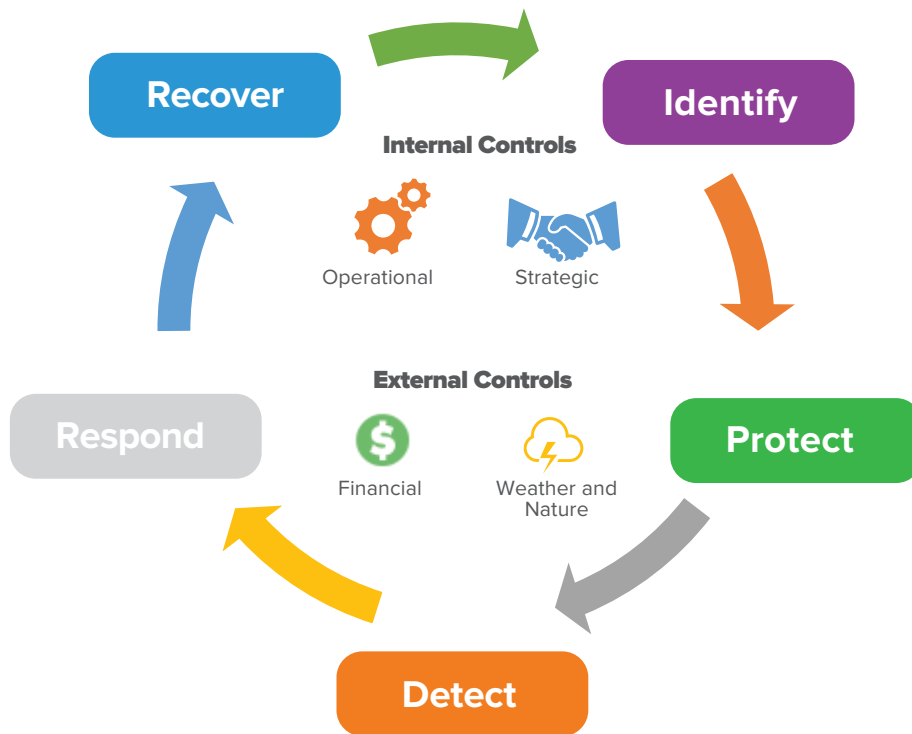 Recover
Identify
Internal Controls
Operational
Strategic
External Controls
Respond
Protect
$
Financial
Weather and
Nature
Detect